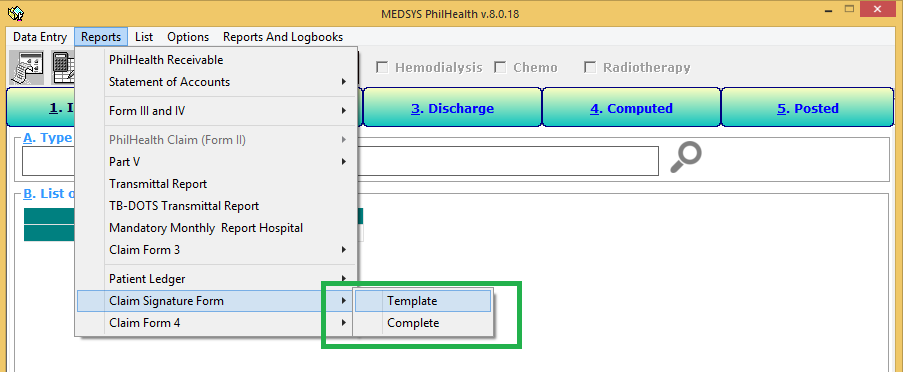 MEDSYS PhilHealth v.8.0.18
Data Entry Reports List Options Reports And Logbooks
PhilHealth Receivable
Statement of Accounts
Form III and IV
PhilHealth Claim (Form II)
Part V
Transmittal Report
TB-DOTS Transmittal Report
Mandatory Monthly Report Hospital
Claim Form 3
Patient Ledger
Claim Signature Form
Claim Form 4
Template
Complete
Hemodialysis Chemo Radiotherapy
1. I 3. Discharge 4. Computed 5. Posted
A. Type
B. List o